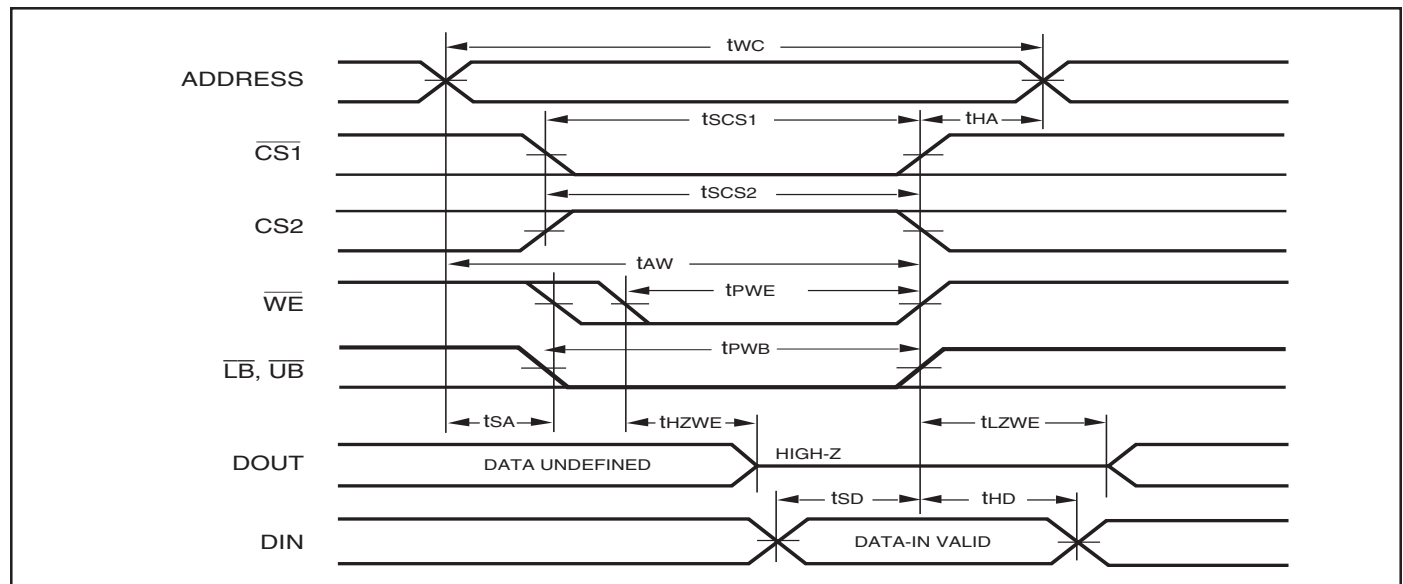 tWC
ADDRESS
tSCS1
tHA
CS1
tSCS2
CS2
tAW
WE
tPWE
tPWB
LB, UB
tSA
tHZWE
tLZWE
DOUT
DATA UNDEFINED
HIGH-Z
tSD
tHD
DIN
DATA-IN VALID